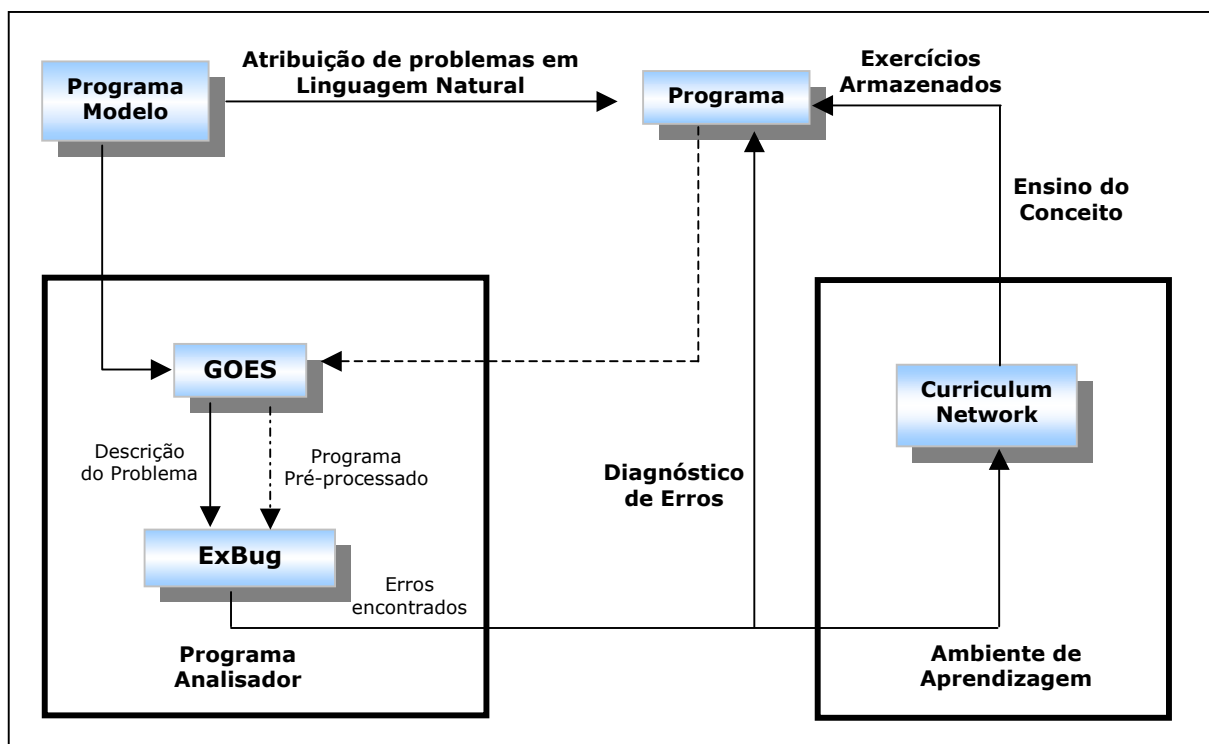 Programa
Modelo
Atribuição de problemas em
Linguagem Natural
Programa
Exercícios
Armazenados
Ensino do
Conceito
GOES
Descrição
do Problema
Programa
Pré-processado
ExBug
Erros
encontrados
Programa
Analisador
Diagnóstico
de Erros
Curriculum
Network
Ambiente de
Aprendizagem